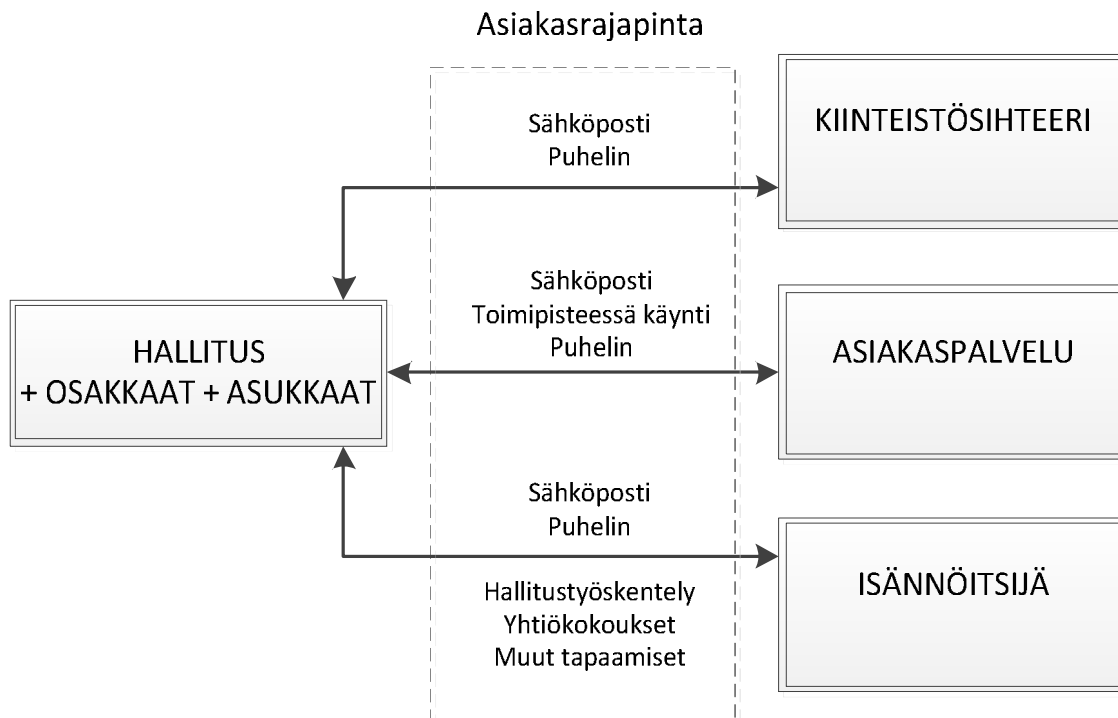 Asiakasrajapinta
Sähköposti
Puhelin
KIINTEISTÖSIHTEERI
HALLITUS
+ OSAKKAAT + ASUKKAAT
Sähköposti
Toimipisteessä käynti
Puhelin
ASIAKASPALVELU
Sähköposti
Puhelin
Hallitustyöskentely
Yhtiökokoukset
Muut tapaamiset
ISÄNNÖITSIJÄ